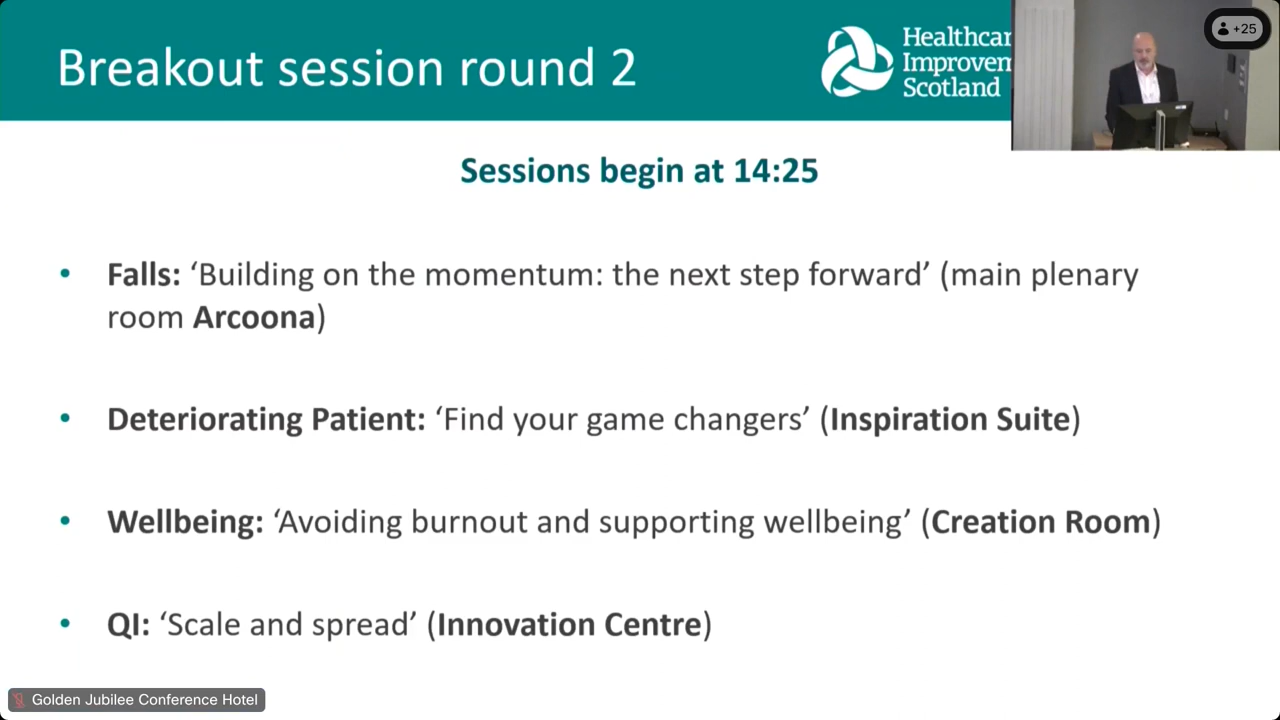 Breakout session round 2
Healthcar
Improvem
Scotland
+25
Sessions begin at 14:25
• Falls: ‘Building on the momentum: the next step forward’ (main plenary
room Arcoona)
• Deteriorating Patient: ‘Find your game changers’ (Inspiration Suite)
• Wellbeing: ‘Avoiding burnout and supporting wellbeing’ (Creation Room)
• QI: ‘Scale and spread’ (Innovation Centre)
Golden Jubilee Conference Hotel